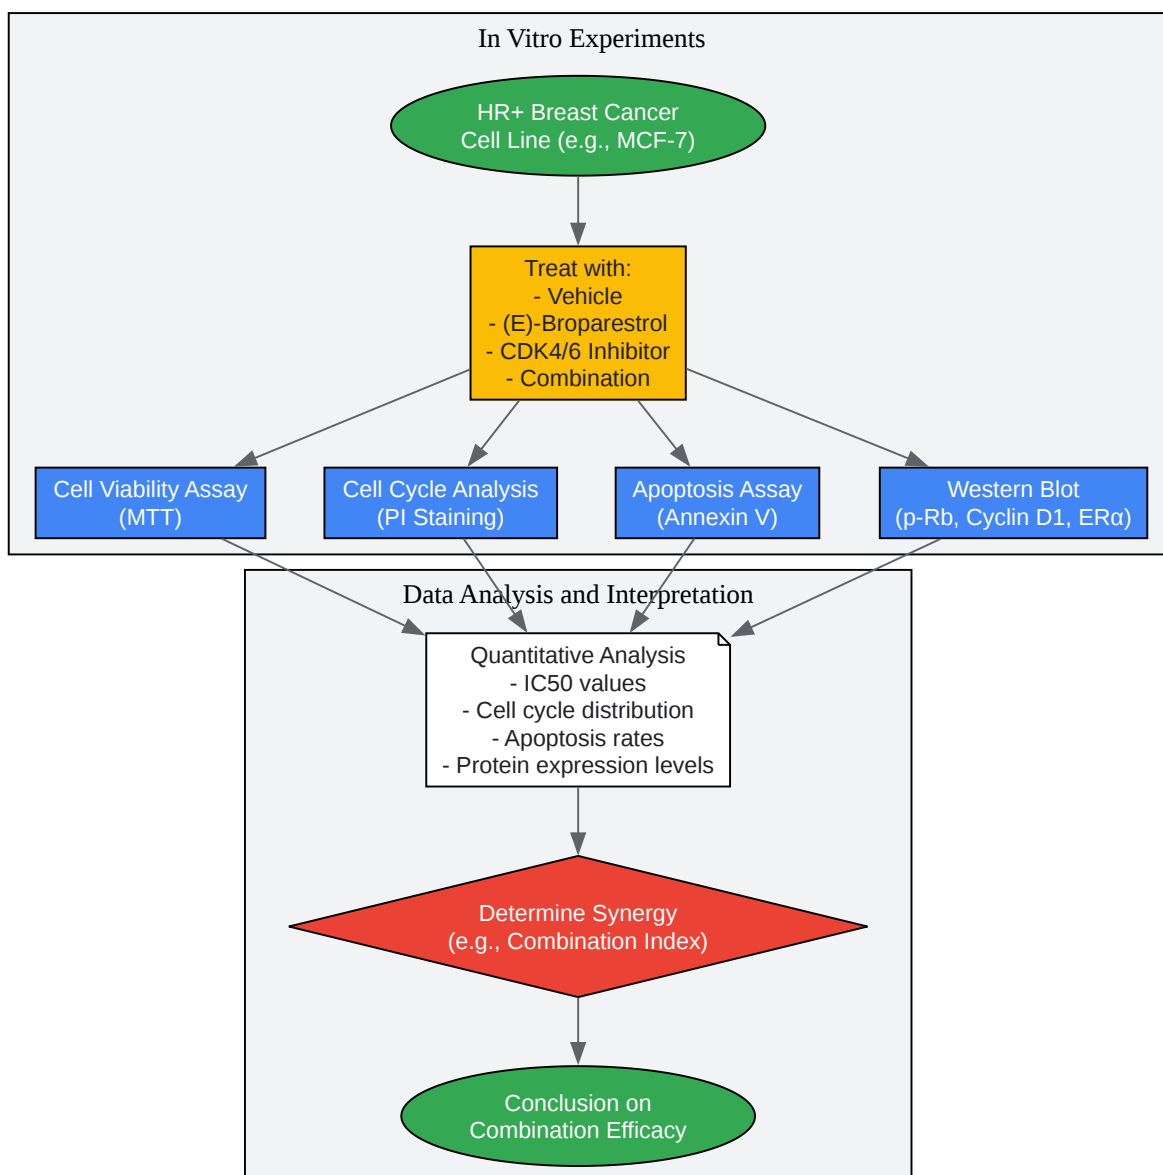 In Vitro Experiments
HR+ Breast Cancer
Cell Line (e.g., MCF-7)
Treat with:
- Vehicle
- (E)-Broparestrol
- CDK4/6 Inhibitor
- Combination
Cell Viability Assay
(MTT)
Cell Cycle Analysis
(PI Staining)
Apoptosis Assay
(Annexin V)
Western Blot
(p-Rb, Cyclin D1, ERα)
Data Analysis and Interpretation
Quantitative Analysis
- IC50 values
- Cell cycle distribution
- Apoptosis rates
- Protein expression levels
Determine Synergy
(e.g., Combination Index)
Conclusion on
Combination Efficacy